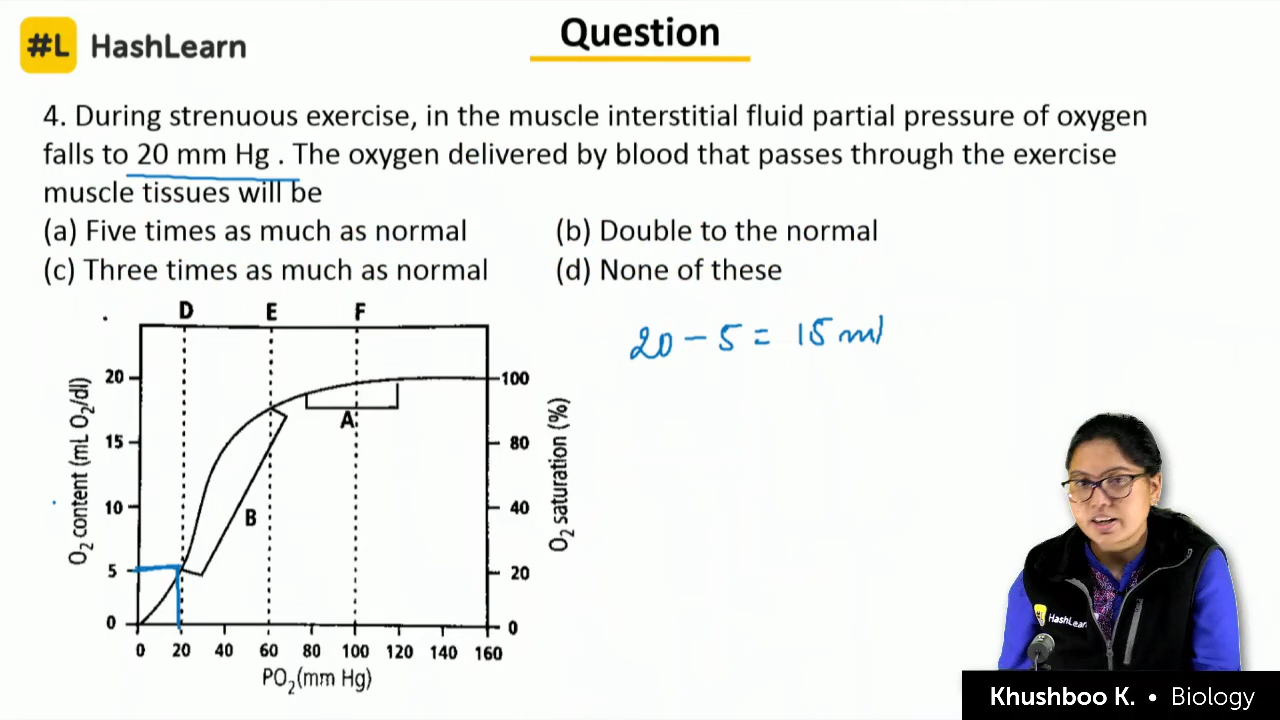 #L HashLearn
Question
4. During strenuous exercise, in the muscle interstitial fluid partial pressure of oxygen
falls to 20 mm Hg . The oxygen delivered by blood that passes through the exercise
muscle tissues will be
(a) Five times as much as normal (b) Double to the normal
(c) Three times as much as normal (d) None of these
D E F
20 - 5 = 15 ml
20 100
A
15 80
B
10 40
5 20
0 0
0 20 40 60 80 100 120 140 160
PO2(mm Hg)
O2 content (mL O2/dl)
O2 saturation (%)
HashLearn
Khushboo K. • Biology